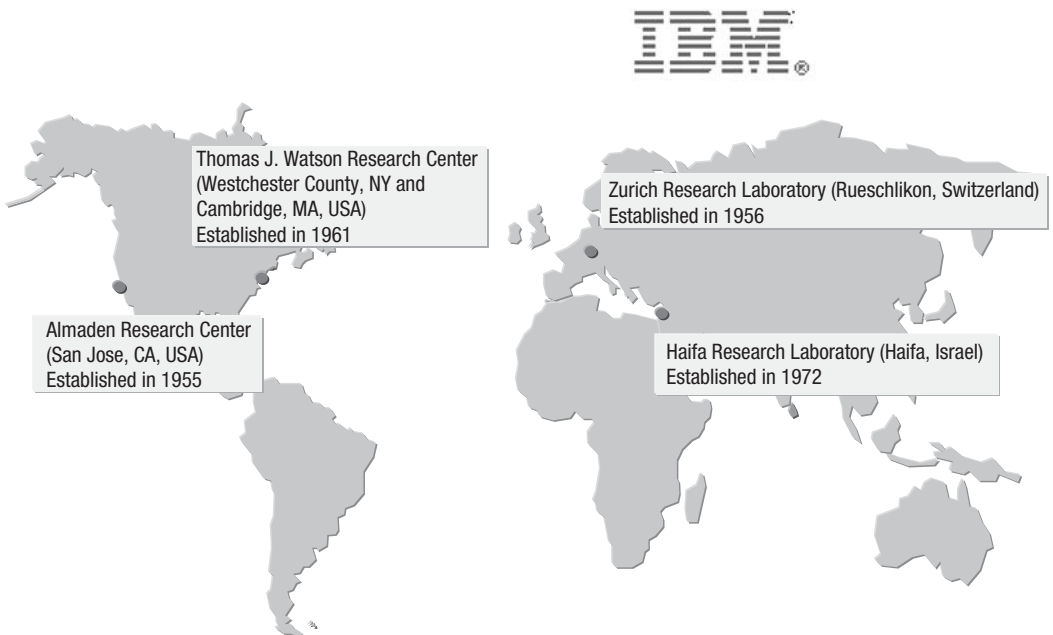 IBM®
Thomas J. Watson Research Center
(Westchester County, NY and
Cambridge, MA, USA)
Established in 1961
Zurich Research Laboratory (Rueschlikon, Switzerland)
Established in 1956
Almaden Research Center
(San Jose, CA, USA)
Established in 1955
Haifa Research Laboratory (Haifa, Israel)
Established in 1972